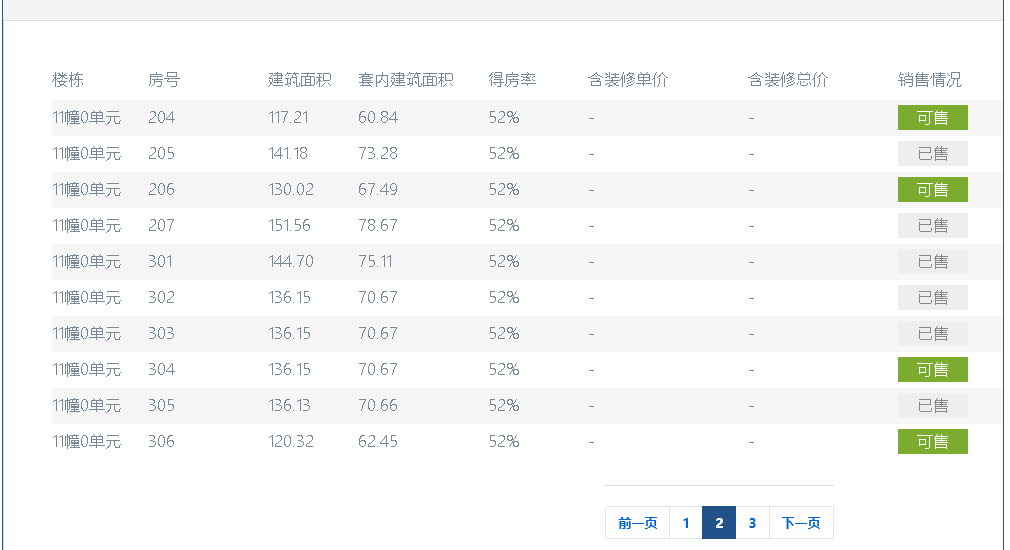 楼栋 房号 建筑面积 套内建筑面积 得房率 含装修单价 含装修总价 销售情况
11幢0单元 204 117.21 60.84 52% - - 可售
11幢0单元 205 141.18 73.28 52% - - 已售
11幢0单元 206 130.02 67.49 52% - - 可售
11幢0单元 207 151.56 78.67 52% - - 已售
11幢0单元 301 144.70 75.11 52% - - 已售
11幢0单元 302 136.15 70.67 52% - - 已售
11幢0单元 303 136.15 70.67 52% - - 已售
11幢0单元 304 136.15 70.67 52% - - 可售
11幢0单元 305 136.13 70.66 52% - - 已售
11幢0单元 306 120.32 62.45 52% - - 可售
前一页 1 2 3 下一页